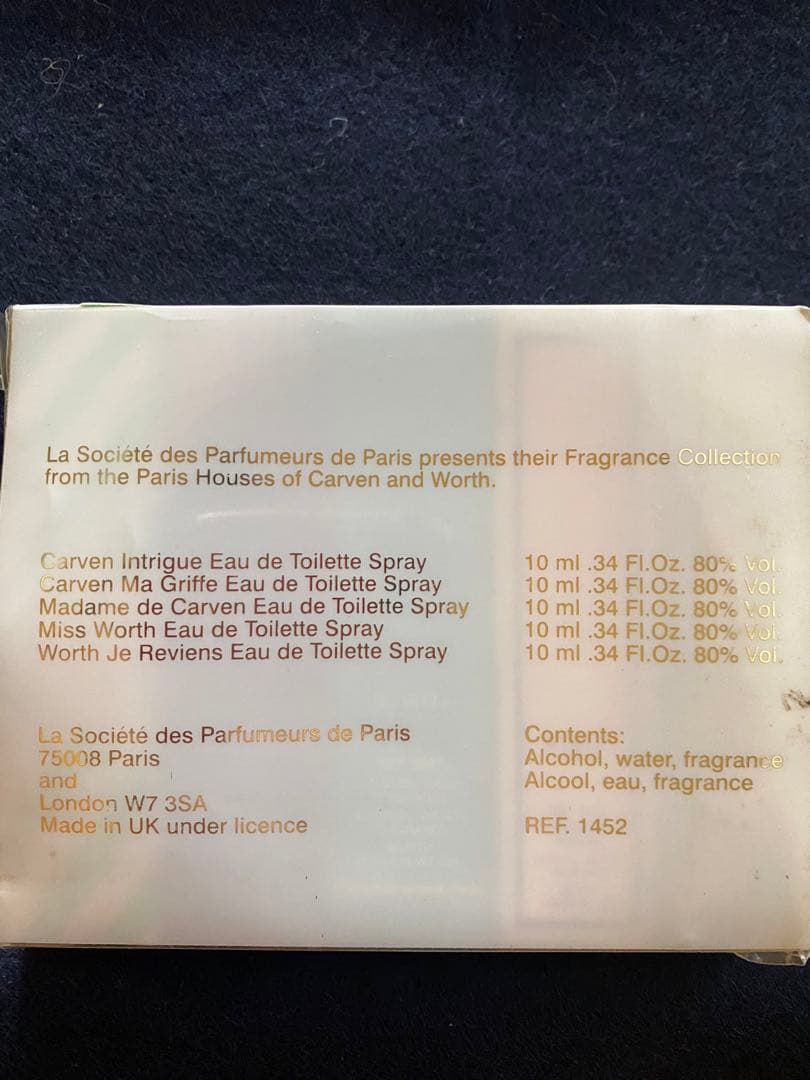 La Société des Parfumeurs de Paris presents their Fragrance Collection
from the Paris Houses of Carven and Worth.
Carven Intrigue Eau de Toilette Spray 10 ml .34 Fl.Oz. 80% Vol.
Carven Ma Griffe Eau de Toilette Spray 10 ml .34 Fl.Oz. 80% Vol.
Madame de Carven Eau de Toilette Spray 10 ml .34 Fl.Oz. 80% Vol.
Miss Worth Eau de Toilette Spray 10 ml .34 Fl.Oz. 80% Vol.
Worth Je Reviens Eau de Toilette Spray 10 ml .34 Fl.Oz. 80% Vol.
La Société des Parfumeurs de Paris
75008 Paris
and
London W7 3SA
Made in UK under licence
Contents:
Alcohol, water, fragrance
Alcool, eau, fragrance
REF. 1452